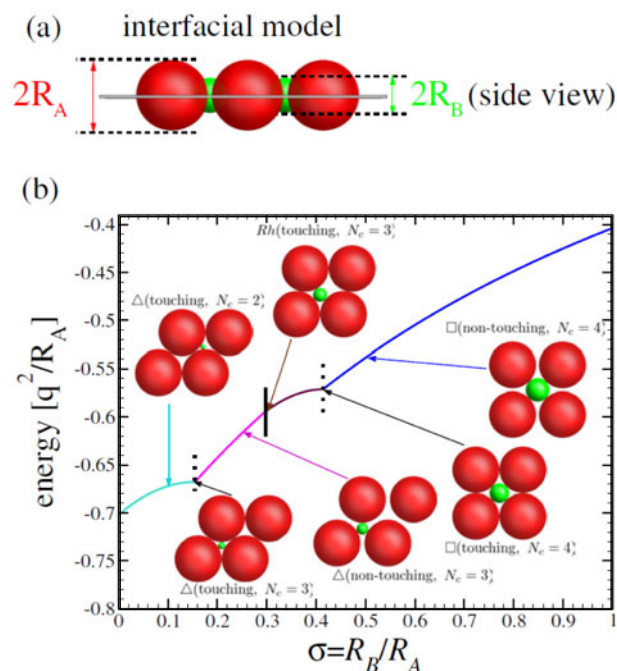 (a)
interfacial model
2R_A
2R_B (side view)
(b)
energy [q²/R_A]
-0.4
-0.45
-0.5
-0.55
-0.6
-0.65
-0.7
-0.75
-0.8
Rh(touching, N_c = 3)
△(touching, N_c = 2)
□(non-touching, N_c = 4)
□(touching, N_c = 4)
△(non-touching, N_c = 3)
△(touching, N_c = 3)
0 0.1 0.2 0.3 0.4 0.5 0.6 0.7 0.8 0.9 1
σ=R_B/R_A